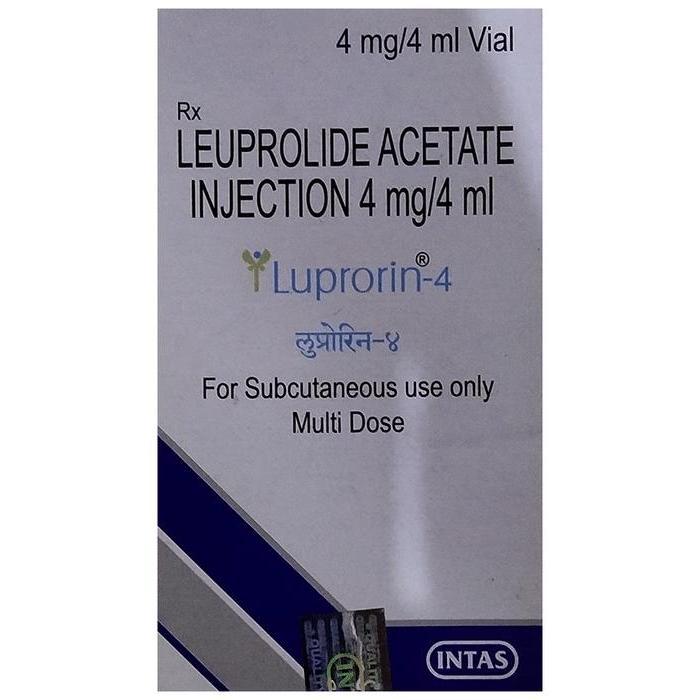 4 mg/4 ml Vial
Rx
LEUPROLIDE ACETATE
INJECTION 4 mg/4 ml
Luprorin®-4
लुप्रोरिन-४
For Subcutaneous use only
Multi Dose
INTAS